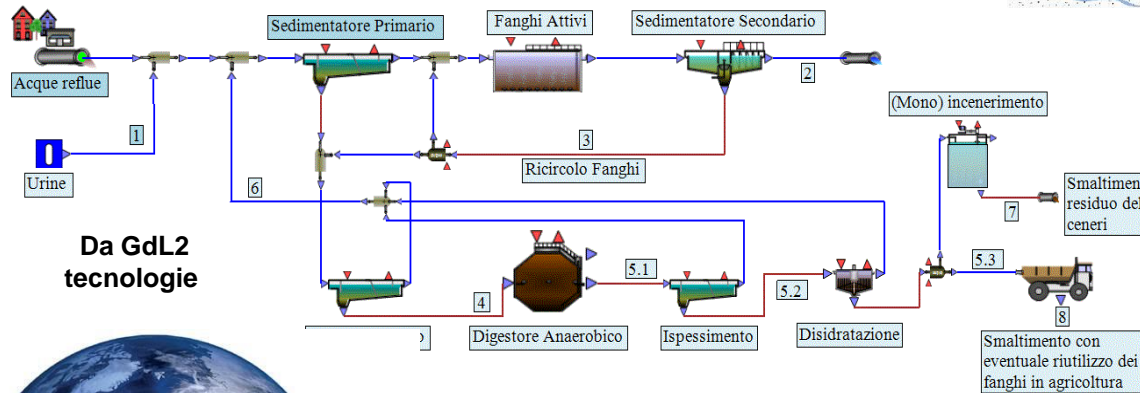 Sedimentatore Primario
Fanghi Attivi
Sedimentatore Secondario
Acque reflue
2
(Mono) incenerimento
1
3
Urine
Ricircolo Fanghi
6
7
residuo
ceneri
Da GdL2
tecnologie
5.1
5.3
4
5.2
8
Digestore Anaerobico
Ispessimento
Disidratazione
Smaltimento con
eventuale riutilizzo dei
fanghi in agricoltura